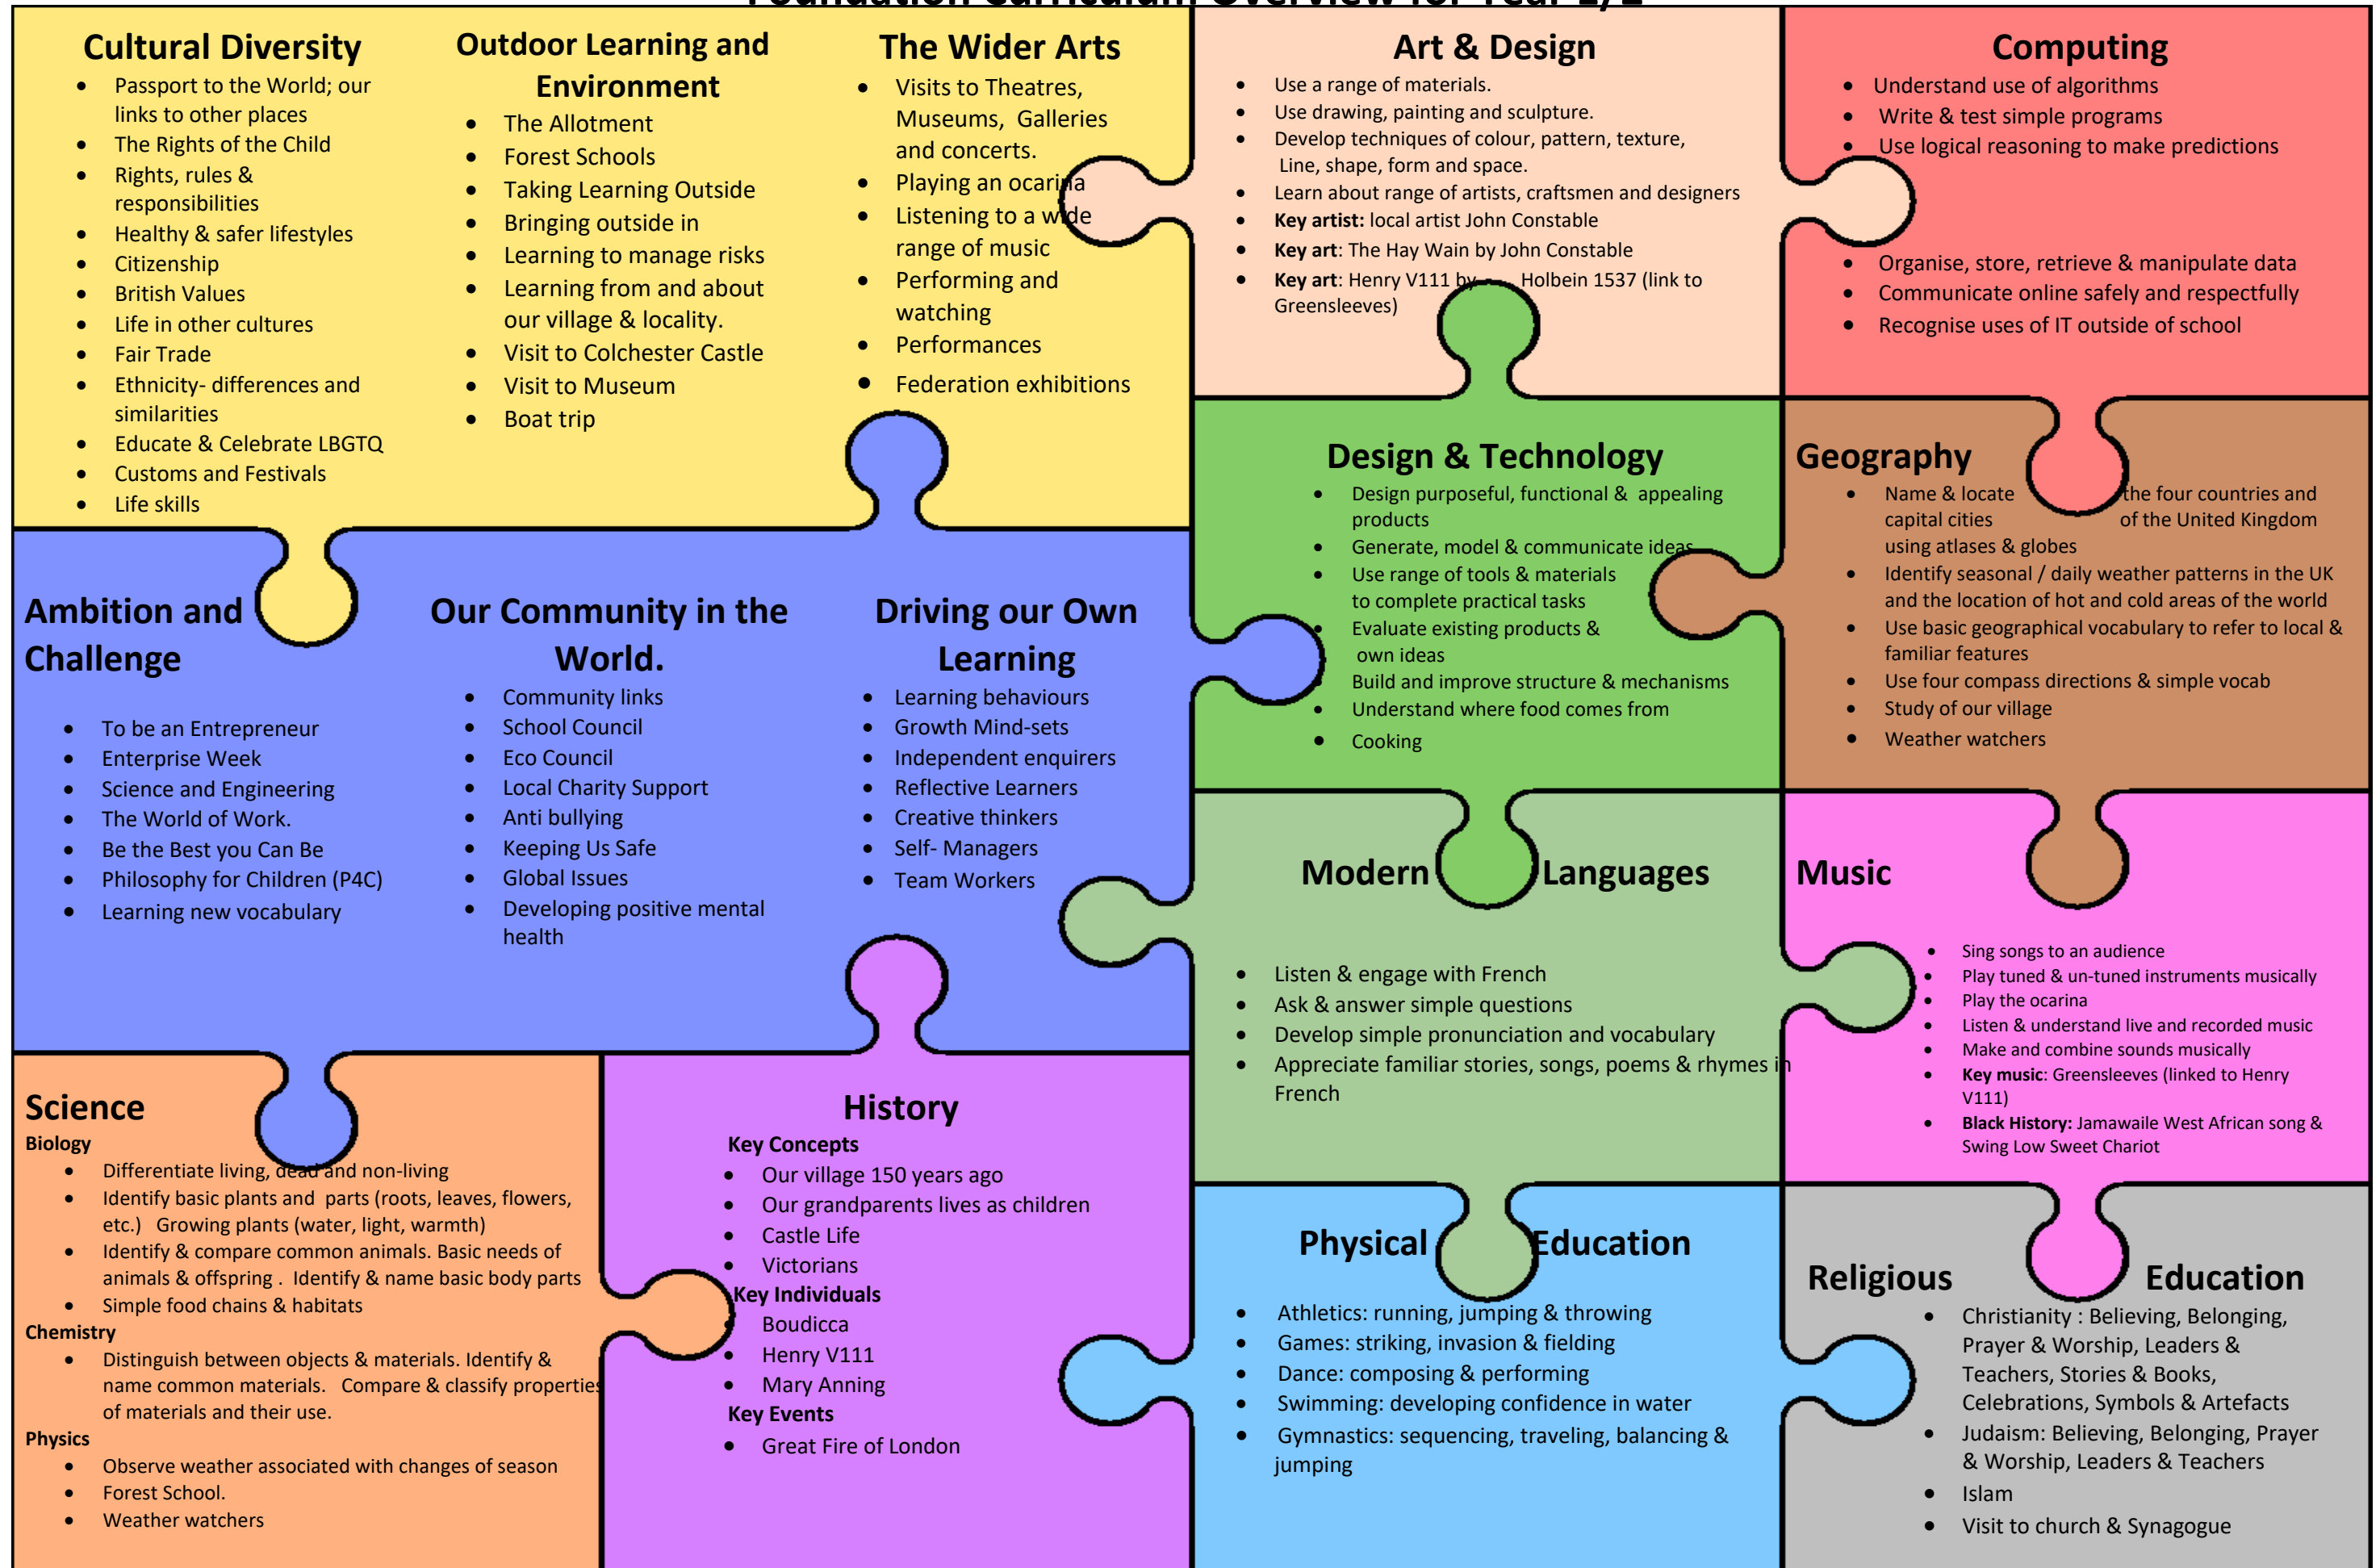 Foundation Curriculum Overview for Year 1/2
Cultural Diversity
• Passport to the World; our
links to other places
• The Rights of the Child
• Rights, rules &
responsibilities
• Healthy & safer lifestyles
• Citizenship
• British Values
• Life in other cultures
• Fair Trade
• Ethnicity- differences and
similarities
• Educate & Celebrate LBGTQ
• Customs and Festivals
• Life skills
Outdoor Learning and
Environment
• The Allotment
• Forest Schools
• Taking Learning Outside
• Bringing outside in
• Learning to manage risks
• Learning from and about
our village & locality.
• Visit to Colchester Castle
• Visit to Museum
• Boat trip
The Wider Arts
• Visits to Theatres,
Museums, Galleries
and concerts.
• Playing an ocarina
• Listening to a wide
range of music
• Performing and
watching
• Performances
• Federation exhibitions
Art & Design
• Use a range of materials.
• Use drawing, painting and sculpture.
• Develop techniques of colour, pattern, texture,
Line, shape, form and space.
• Learn about range of artists, craftsmen and designers
• Key artist: local artist John Constable
• Key art: The Hay Wain by John Constable
• Key art: Henry V111 by Holbein 1537 (link to
Greensleeves)
Computing
• Understand use of algorithms
• Write & test simple programs
• Use logical reasoning to make predictions
• Organise, store, retrieve & manipulate data
• Communicate online safely and respectfully
• Recognise uses of IT outside of school
Ambition and
Challenge
• To be an Entrepreneur
• Enterprise Week
• Science and Engineering
• The World of Work.
• Be the Best you Can Be
• Philosophy for Children (P4C)
• Learning new vocabulary
Our Community in the
World.
• Community links
• School Council
• Eco Council
• Local Charity Support
• Anti bullying
• Keeping Us Safe
• Global Issues
• Developing positive mental
health
Driving our Own
Learning
• Learning behaviours
• Growth Mind-sets
• Independent enquirers
• Reflective Learners
• Creative thinkers
• Self- Managers
• Team Workers
Design & Technology
• Design purposeful, functional & appealing
products
• Generate, model & communicate ideas
• Use range of tools & materials
to complete practical tasks
• Evaluate existing products &
own ideas
Build and improve structure & mechanisms
• Understand where food comes from
• Cooking
Geography
• Name & locate the four countries and
capital cities of the United Kingdom
using atlases & globes
• Identify seasonal / daily weather patterns in the UK
and the location of hot and cold areas of the world
• Use basic geographical vocabulary to refer to local &
familiar features
• Use four compass directions & simple vocab
• Study of our village
• Weather watchers
Modern Languages
• Listen & engage with French
• Ask & answer simple questions
• Develop simple pronunciation and vocabulary
• Appreciate familiar stories, songs, poems & rhymes in
French
Music
• Sing songs to an audience
• Play tuned & un-tuned instruments musically
• Play the ocarina
• Listen & understand live and recorded music
• Make and combine sounds musically
• Key music: Greensleeves (linked to Henry
V111)
• Black History: Jamawaile West African song &
Swing Low Sweet Chariot
Science
Biology
• Differentiate living, dead and non-living
• Identify basic plants and parts (roots, leaves, flowers,
etc.) Growing plants (water, light, warmth)
• Identify & compare common animals. Basic needs of
animals & offspring . Identify & name basic body parts
• Simple food chains & habitats
Chemistry
• Distinguish between objects & materials. Identify &
name common materials. Compare & classify properties
of materials and their use.
Physics
• Observe weather associated with changes of season
• Forest School.
• Weather watchers
History
Key Concepts
• Our village 150 years ago
• Our grandparents lives as children
• Castle Life
• Victorians
Key Individuals
Boudicca
• Henry V111
• Mary Anning
Key Events
• Great Fire of London
Physical Education
• Athletics: running, jumping & throwing
• Games: striking, invasion & fielding
• Dance: composing & performing
• Swimming: developing confidence in water
• Gymnastics: sequencing, traveling, balancing &
jumping
Religious Education
• Christianity : Believing, Belonging,
Prayer & Worship, Leaders &
Teachers, Stories & Books,
Celebrations, Symbols & Artefacts
• Judaism: Believing, Belonging, Prayer
& Worship, Leaders & Teachers
• Islam
• Visit to church & Synagogue